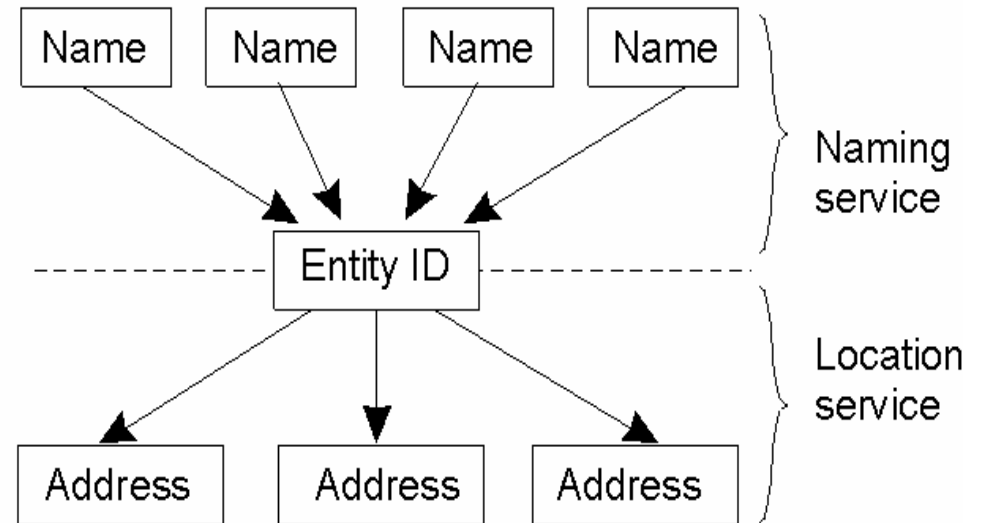 Name Name Name Name
Naming
service
Entity ID
Location
service
Address Address Address